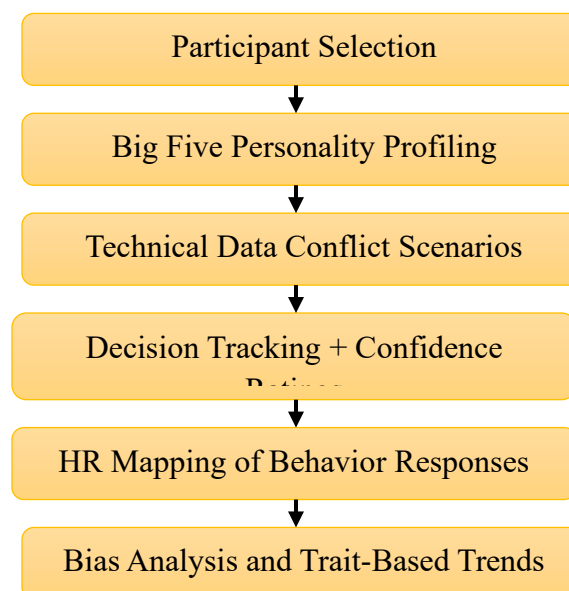 Participant Selection
Big Five Personality Profiling
Technical Data Conflict Scenarios
Decision Tracking + Confidence
HR Mapping of Behavior Responses
Bias Analysis and Trait-Based Trends